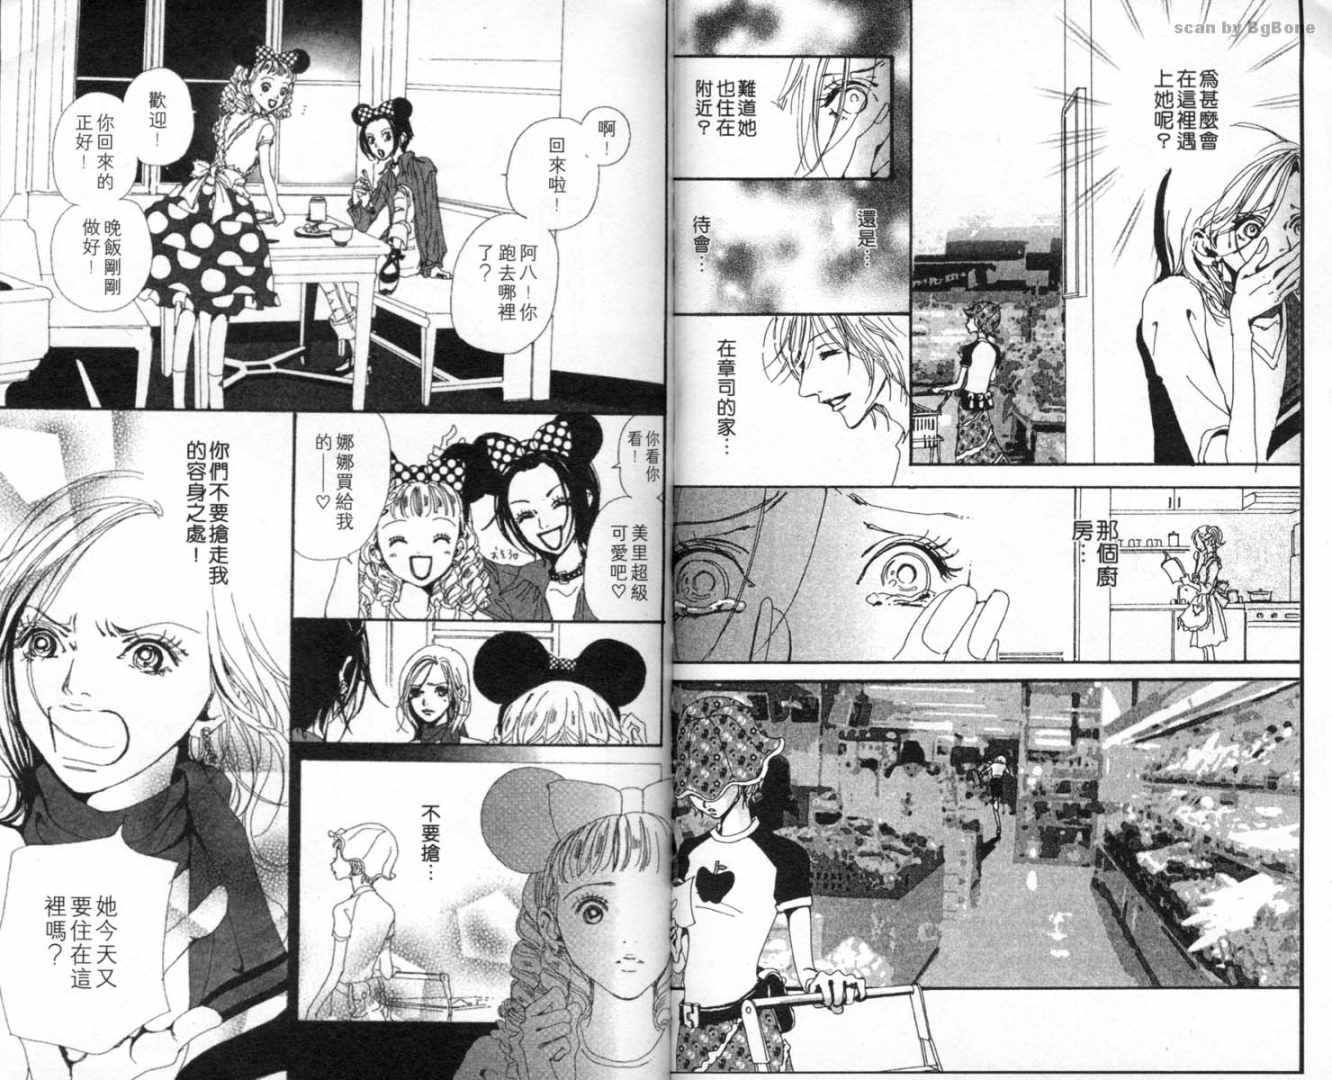 scan by BgBone
為甚麼會
在這裡遇
上她呢？
難道她
也住在
附近？
還是…
待會…
在章司的家…
那個廚
房…
啊！
回來啦！
阿八！你
跑去哪裡
了？
歡迎！
你回來的
正好！
晚飯剛剛
做好！
你看你
看！
美里超級
可愛吧♡
娜娜買給我
的——♡
你們不要搶走我
的容身之處！
不要搶…
她今天又
要住在這
裡嗎？